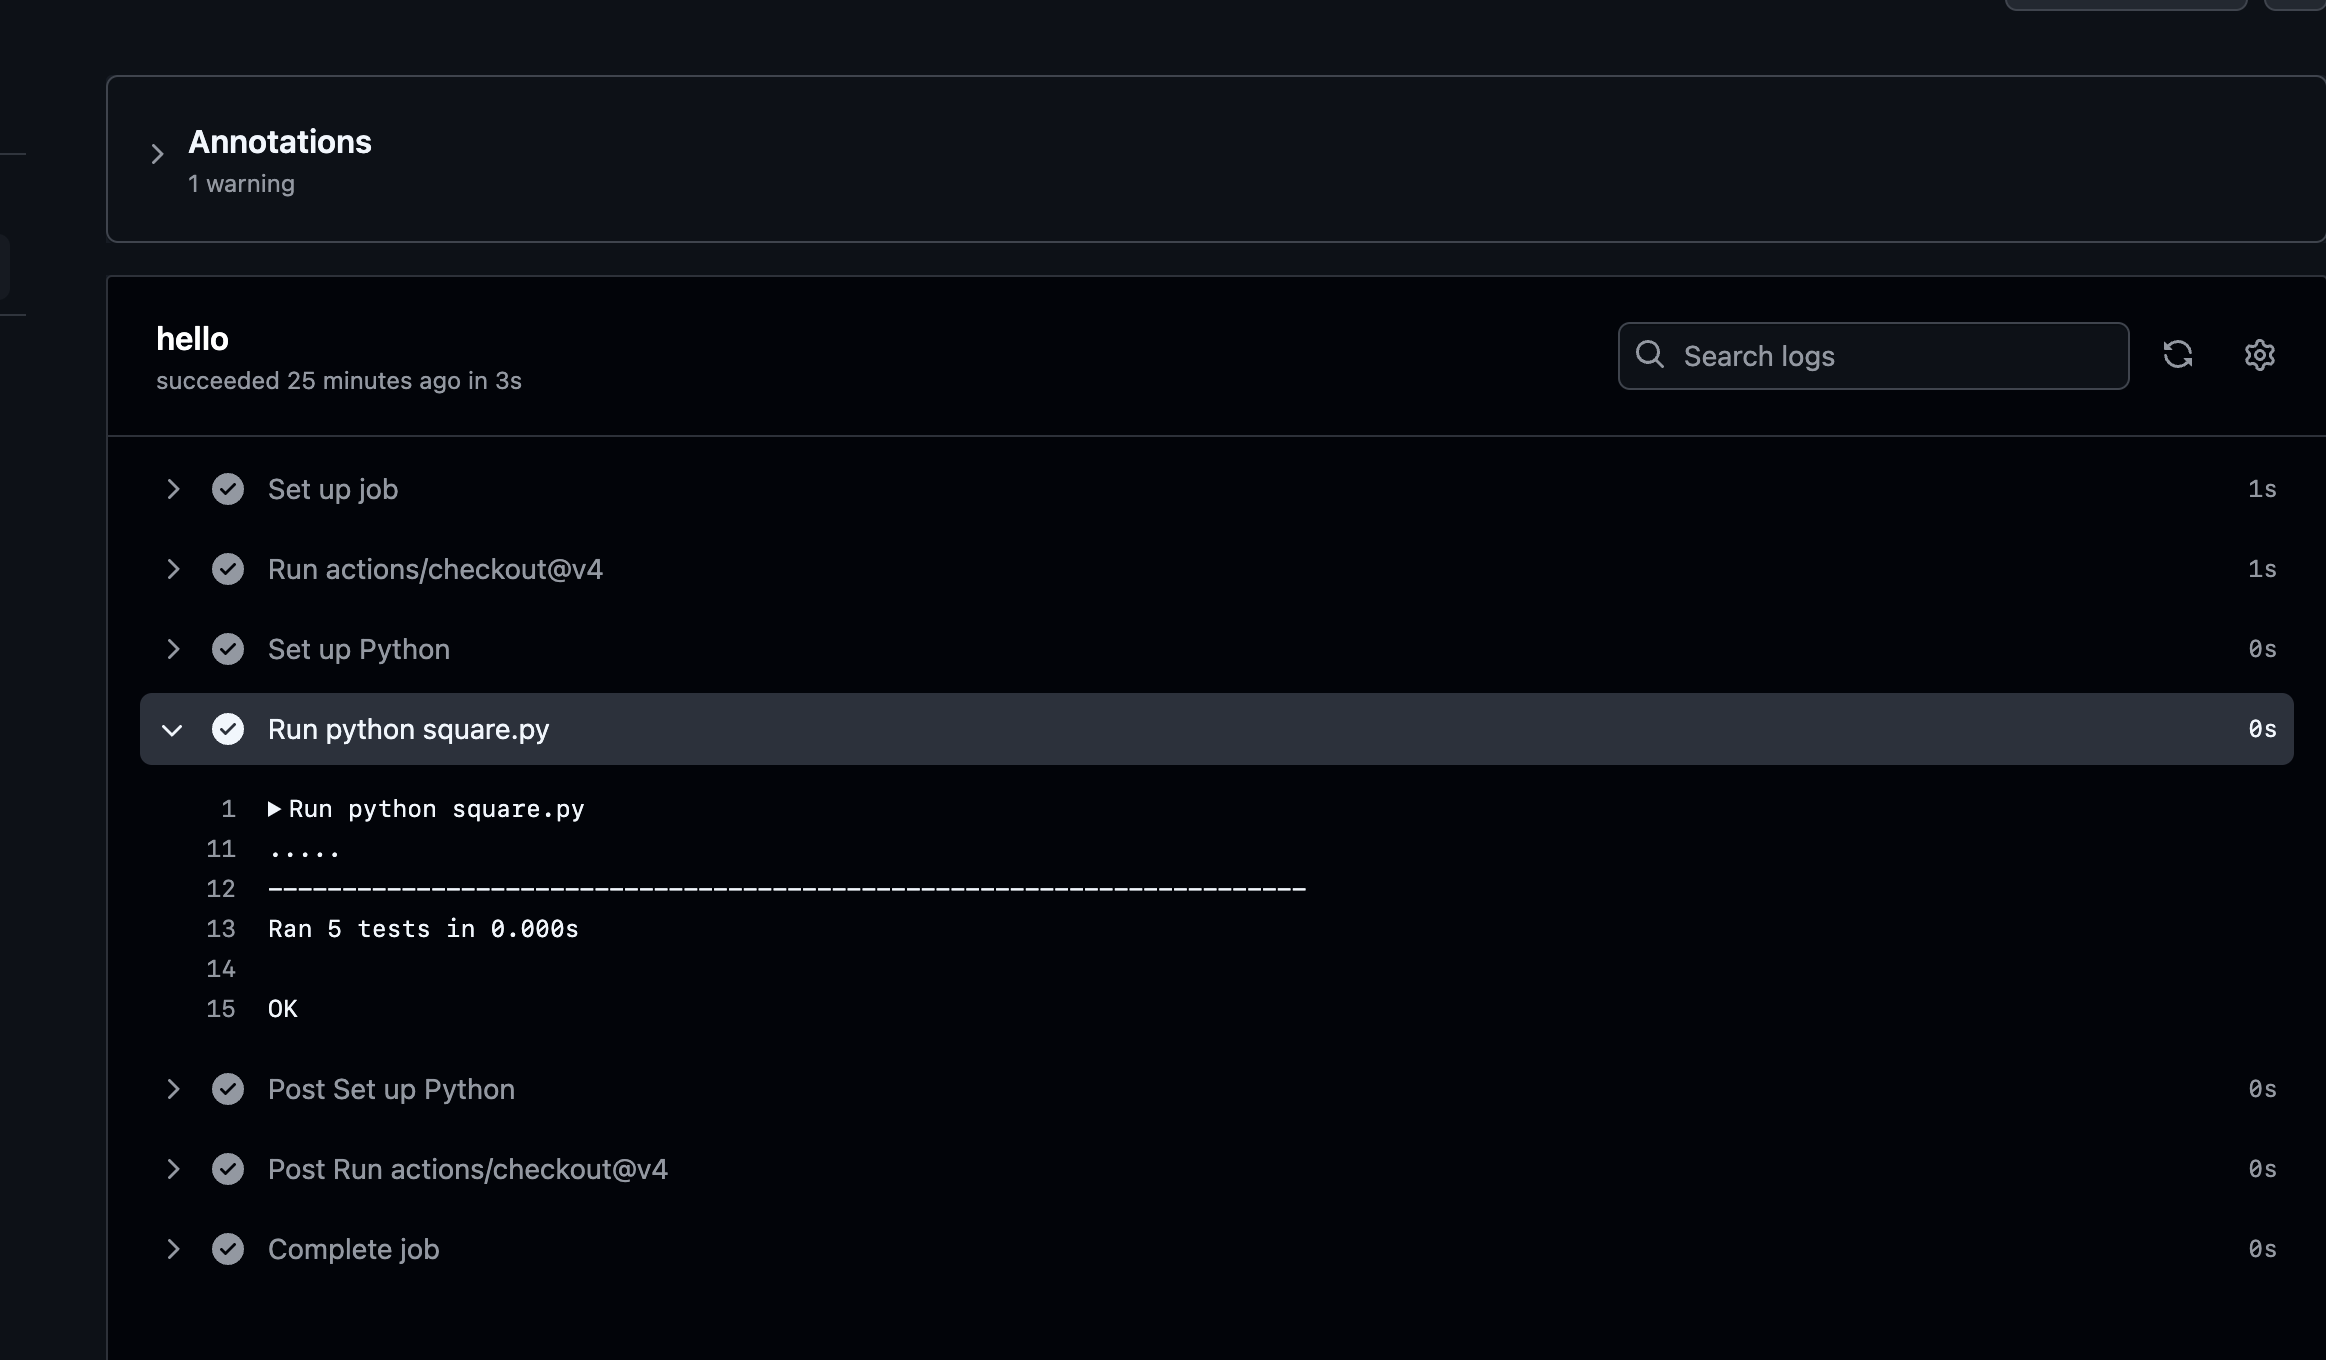 Annotations
1 warning
hello
succeeded 25 minutes ago in 3s
Search logs
Set up job 1s
Run actions/checkout@v4 1s
Set up Python 0s
Run python square.py 0s
1 ▶Run python square.py
11 .....
12 ----------------------------------------------------------------------
13 Ran 5 tests in 0.000s
14
15 OK
Post Set up Python 0s
Post Run actions/checkout@v4 0s
Complete job 0s